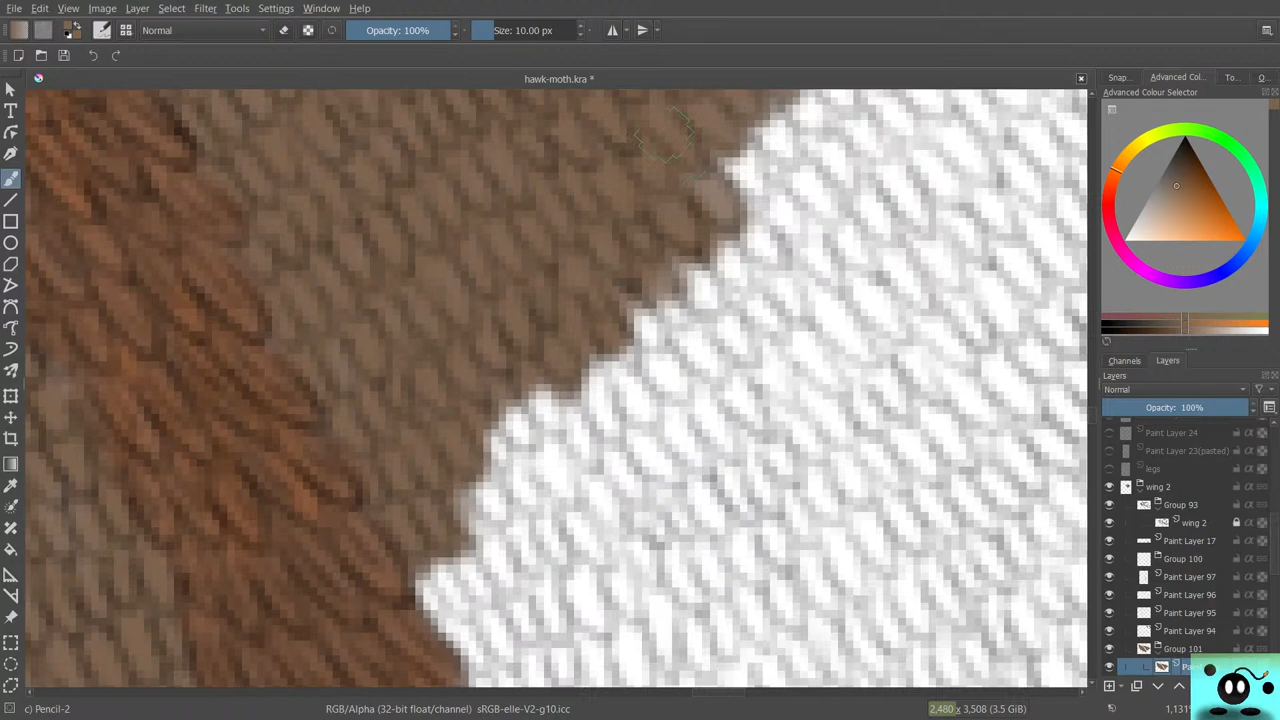 File Edit View Image Layer Select Filter Tools Settings Window Help
Normal Opacity: 100% Size: 10.00 px
hawk-moth.kra *
Snap... Advanced Col... To... O...
Advanced Colour Selector
Channels Layers
Layers
Normal
Opacity: 100%
Paint Layer 24
Paint Layer 23(pasted)
legs
wing 2
Group 93
wing 2
Paint Layer 17
Group 100
Paint Layer 97
Paint Layer 96
Paint Layer 95
Paint Layer 94
Group 101
c) Pencil-2 RGB/Alpha (32-bit float/channel) sRGB-elle-V2-g10.icc 2,480 x 3,508 (3.5 GiB)